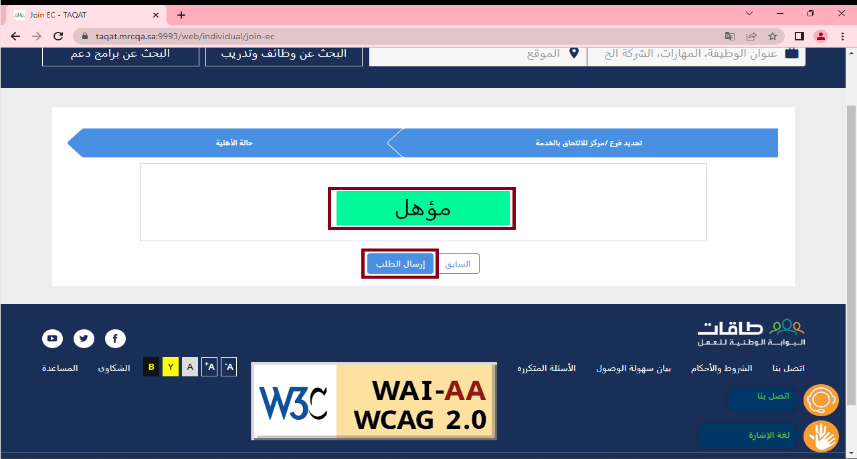 Join EC - TAQAT
taqat.mrcqa.sa:9993/web/individual/join-ec
عنوان الوظيفة، المهارات، الشركة الخ
الموقع
البحث عن وظائف وتدريب
البحث عن برامج دعم
تحديد فرع /مركز للالتحاق بالخدمة
حالة الأهلية
مؤهل
السابق
إرسال الطلب
طاقات
البوابة الوطنية للعمل
اتصل بنا
الشروط والأحكام
بيان سهولة الوصول
الأسئلة المتكررة
A-
A+
A
Y
B
الشكاوى
المساعدة
W3C
WAI-AA
WCAG 2.0
اتصل بنا
لغة الإشارة